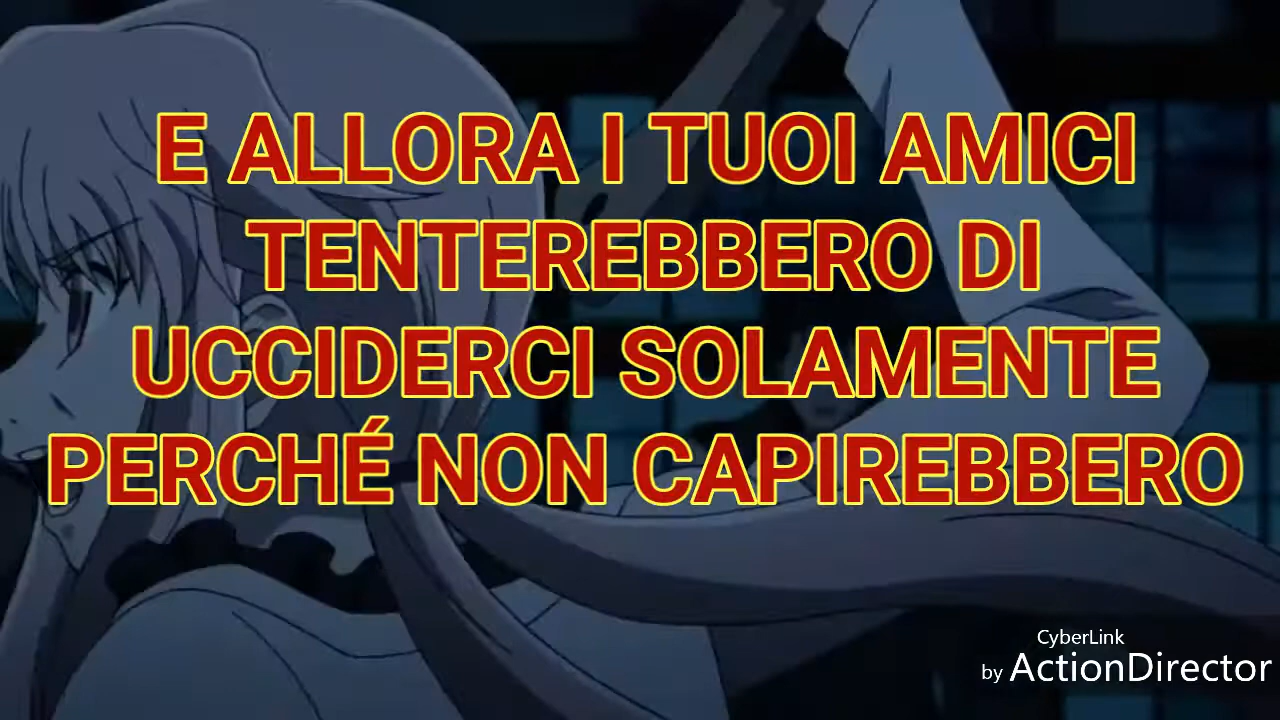 E ALLORA I TUOI AMICI
TENTEREBBERO DI
UCCIDERCI SOLAMENTE
PERCHÉ NON CAPIREBBERO
CyberLink
by ActionDirector